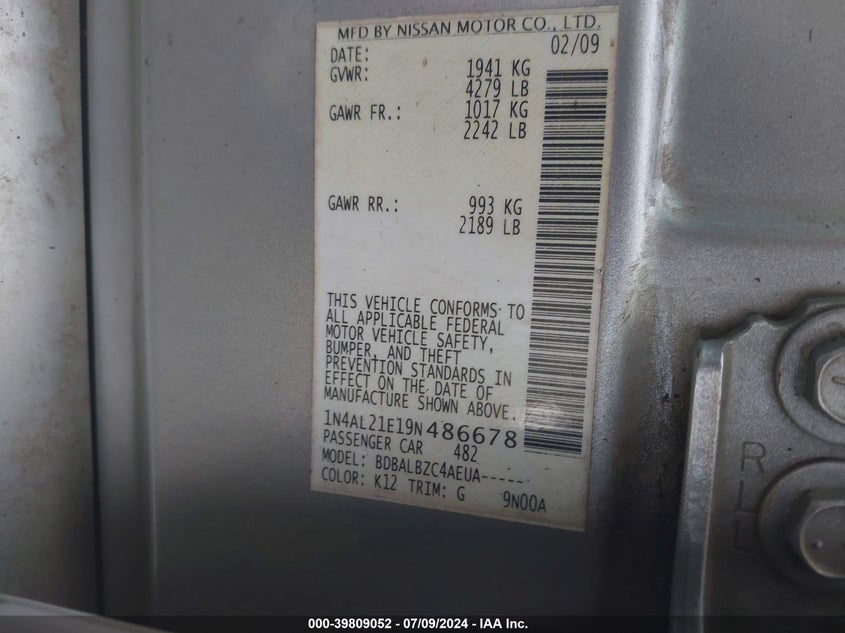 MFD BY NISSAN MOTOR CO., LTD.
DATE: 02/09
GVWR: 1941 KG
4279 LB
GAWR FR.: 1017 KG
2242 LB
GAWR RR.: 993 KG
2189 LB
THIS VEHICLE CONFORMS TO
ALL APPLICABLE FEDERAL
MOTOR VEHICLE SAFETY,
BUMPER, AND THEFT
PREVENTION STANDARDS IN
EFFECT ON THE DATE OF
MANUFACTURE SHOWN ABOVE.
1N4AL21E19N486678
PASSENGER CAR 482
MODEL: BDBALBZC4AEUA-----
COLOR: K12 TRIM: G 9N00A
000-39809052 - 07/09/2024 - IAA Inc.